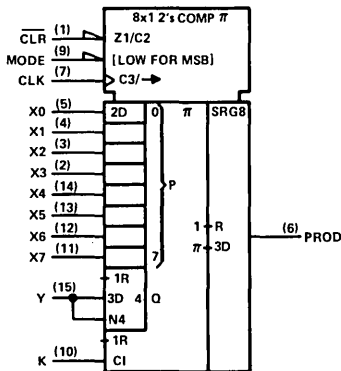 8x1 2's COMP π
C̅L̅R̅ (1) Z1/C2
MODE (9) [LOW FOR MSB]
CLK (7) C3/→
X0 (5) 2D 0 π SRG8
X1 (4)
X2 (3)
X3 (2) P
X4 (14)
X5 (13)
X6 (12) 1 R
(6) PROD
π 3D
X7 (11) 7
1R
Y (15) 3D 4 Q
N4
1R
K (10) CI